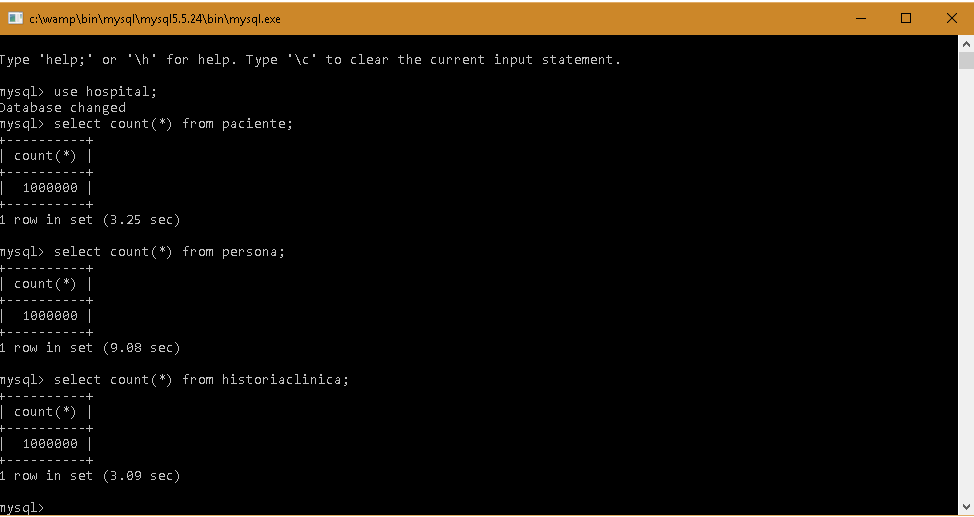 c:\wamp\bin\mysql\mysql5.5.24\bin\mysql.exe
Type 'help;' or '\h' for help. Type '\c' to clear the current input statement.
mysql> use hospital;
Database changed
mysql> select count(*) from paciente;
+----------+
| count(*) |
+----------+
|  1000000 |
+----------+
1 row in set (3.25 sec)
mysql> select count(*) from persona;
+----------+
| count(*) |
+----------+
|  1000000 |
+----------+
1 row in set (9.08 sec)
mysql> select count(*) from historiaclinica;
+----------+
| count(*) |
+----------+
|  1000000 |
+----------+
1 row in set (3.09 sec)
mysql>